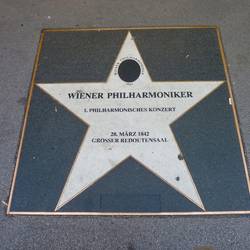 WIENER PHILHARMONIKER
1. PHILHARMONISCHES KONZERT
28. MÄRZ 1842
GROSSER REDOUTENSAAL